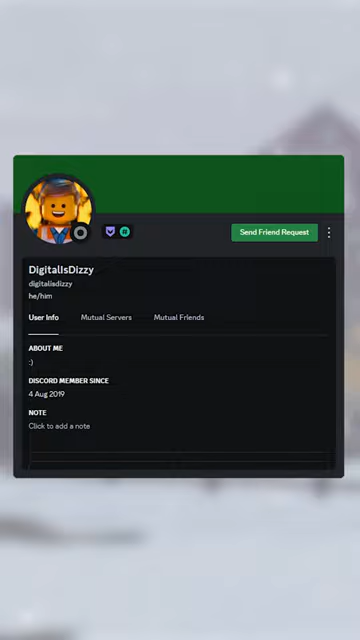 Send Friend Request
DigitalIsDizzy
digitalisdizzy
he/him
User Info Mutual Servers Mutual Friends
ABOUT ME
:)
DISCORD MEMBER SINCE
4 Aug 2019
NOTE
Click to add a note